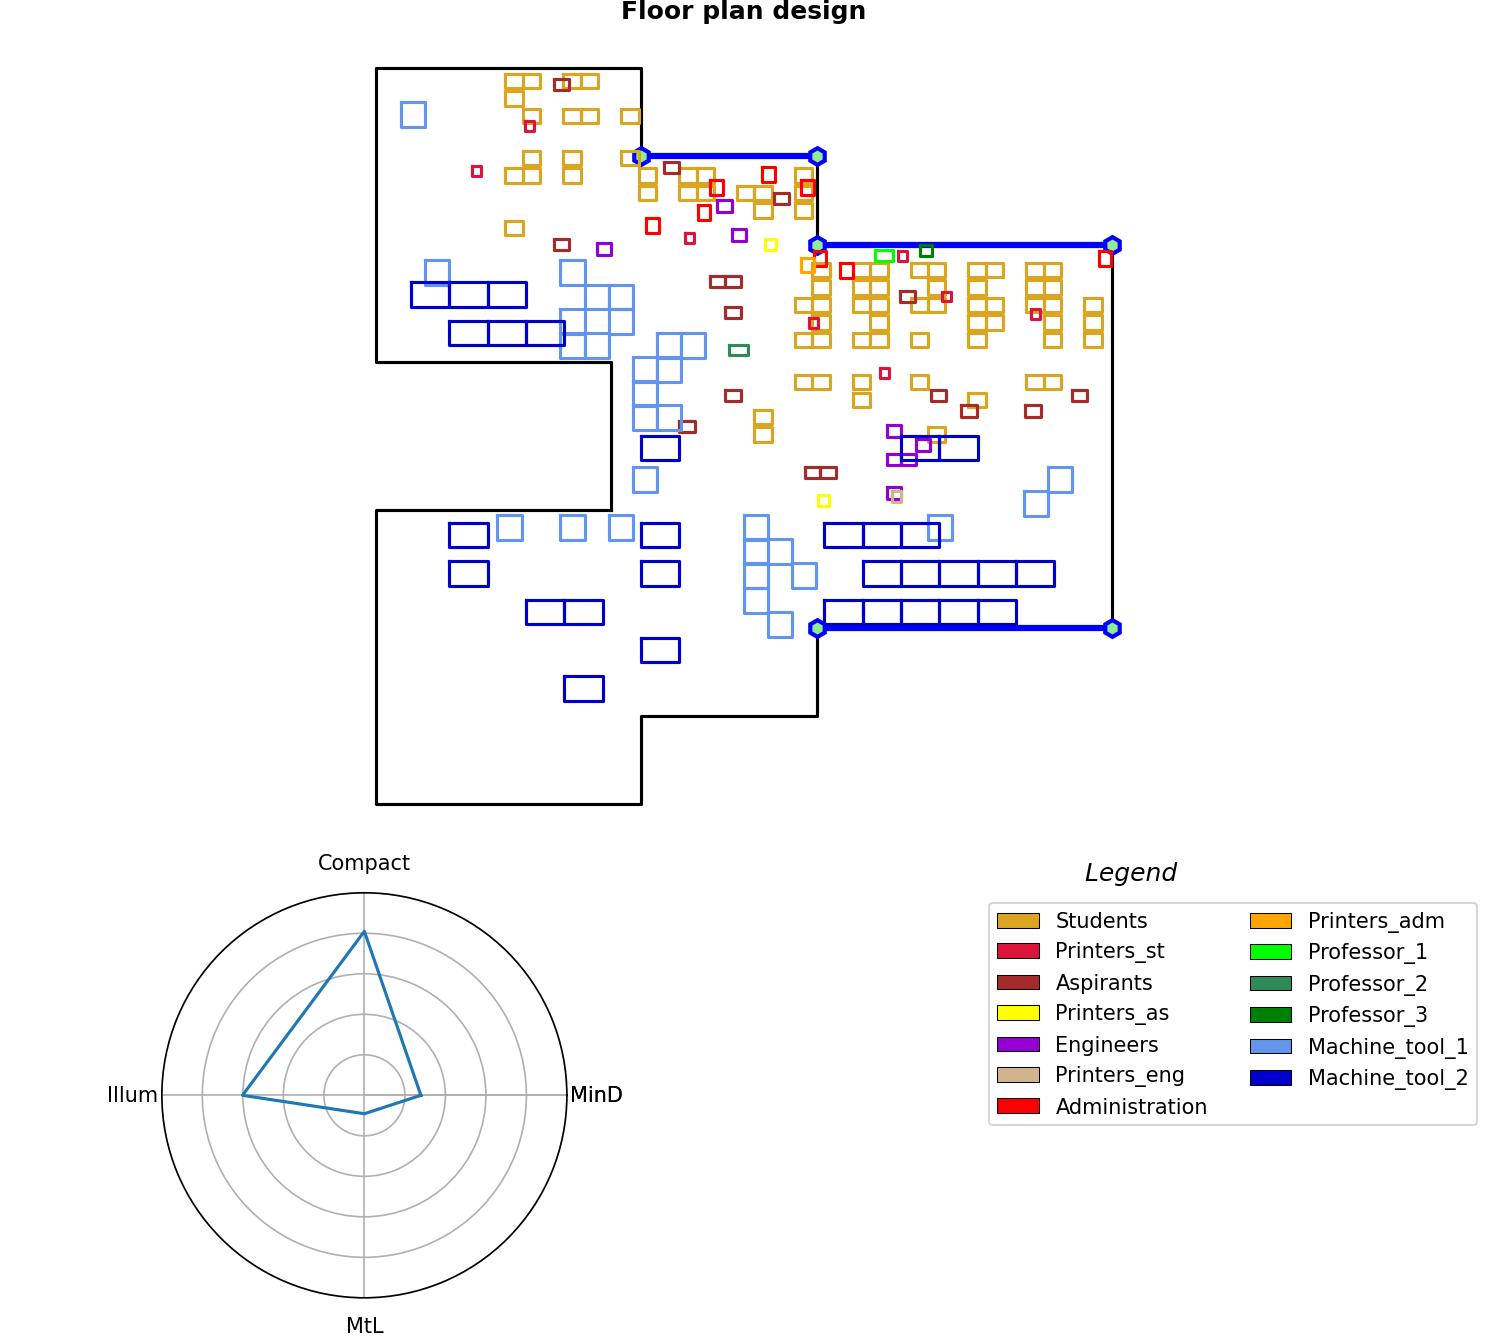 Floor plan design
Compact
Illum
MinD
MtL
Legend
Students
Printers_st
Aspirants
Printers_as
Engineers
Printers_eng
Administration
Printers_adm
Professor_1
Professor_2
Professor_3
Machine_tool_1
Machine_tool_2